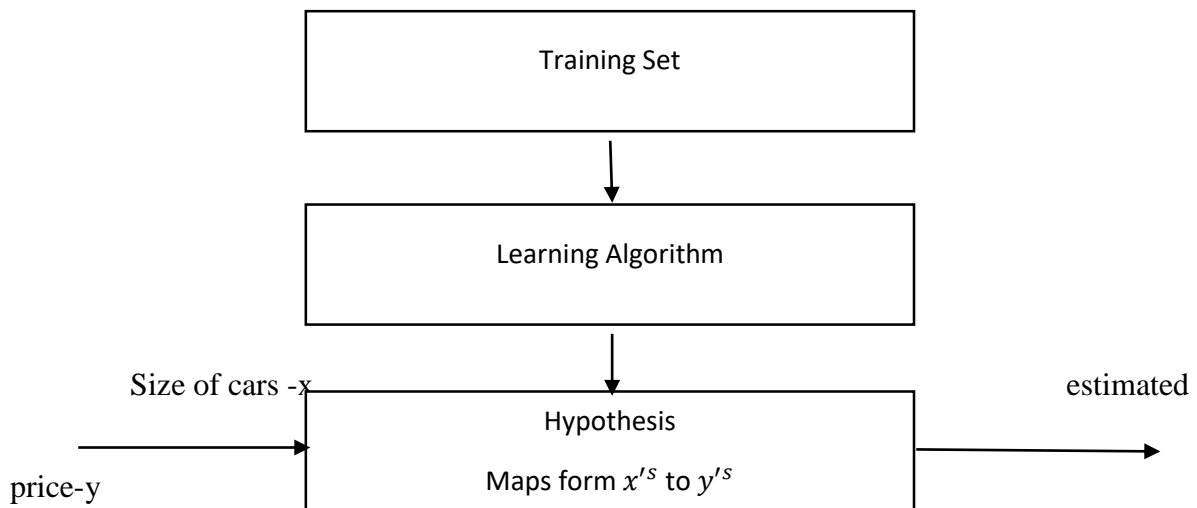 Training Set
Learning Algorithm
Size of cars -x
estimated
Hypothesis
Maps form x′ˢ to y′ˢ
price-y